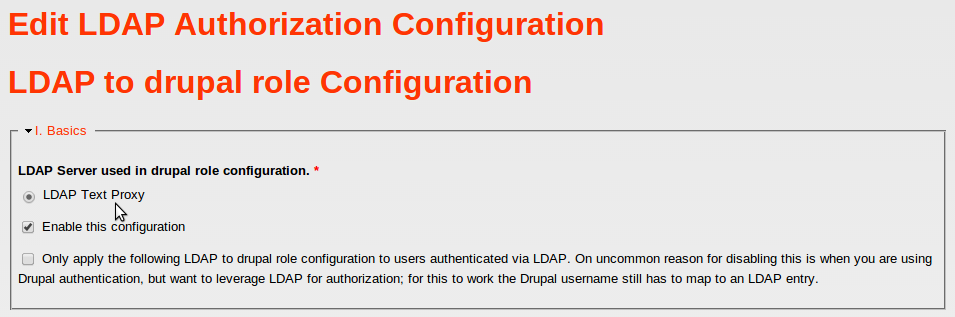 Edit LDAP Authorization Configuration
LDAP to drupal role Configuration
I. Basics
LDAP Server used in drupal role configuration. *
LDAP Text Proxy
Enable this configuration
Only apply the following LDAP to drupal role configuration to users authenticated via LDAP. On uncommon reason for disabling this is when you are using
Drupal authentication, but want to leverage LDAP for authorization; for this to work the Drupal username still has to map to an LDAP entry.